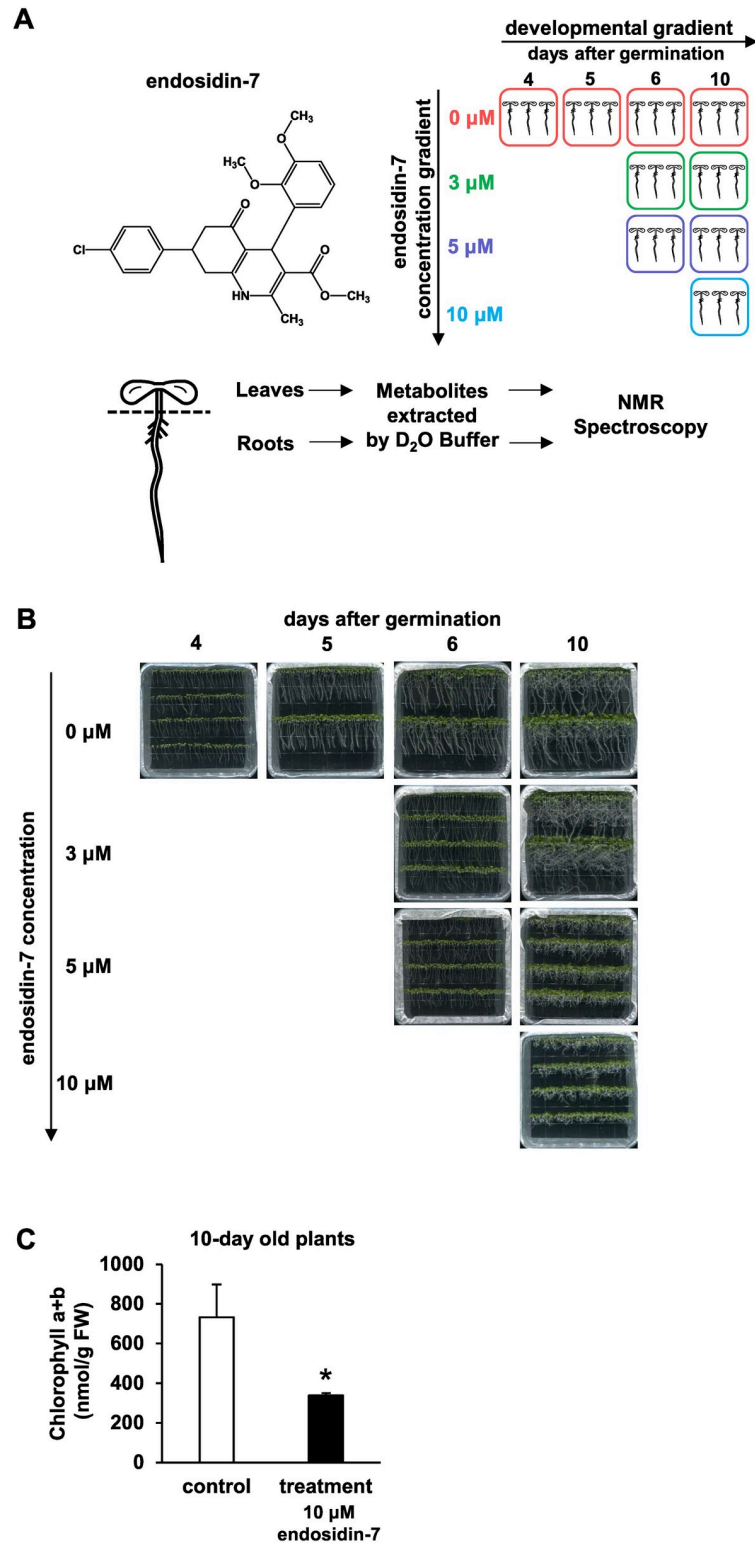 A
developmental gradient
days after germination
4 5 6 10
endosidin-7
endosidin-7
concentration gradient
0 µM
3 µM
5 µM
10 µM
CH₃
O
H₃C
O
O
Cl
O
O
CH₃
HN
CH₃
Leaves
Roots
Metabolites
extracted
by D₂O Buffer
NMR
Spectroscopy
B
days after germination
4 5 6 10
endosidin-7 concentration
0 µM
3 µM
5 µM
10 µM
C
10-day old plants
Chlorophyll a+b
(nmol/g FW)
1000
800
600
400
200
0
*
control treatment
10 µM
endosidin-7